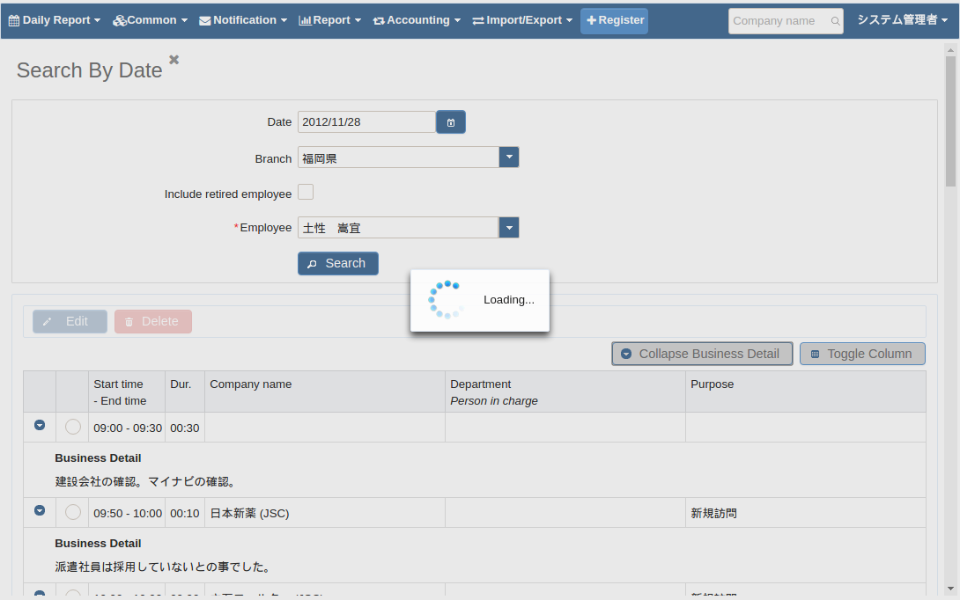 Daily Report Common Notification Report Accounting Import/Export Register Company name システム管理者
Search By Date
Date 2012/11/28
Branch 福岡県
Include retired employee
*Employee 土性 嵩宜
Search
Loading...
Edit Delete
Collapse Business Detail Toggle Column
Start time Dur. Company name Department Purpose
- End time Person in charge
09:00 - 09:30 00:30
Business Detail
建設会社の確認。マイナビの確認。
09:50 - 10:00 00:10 日本新薬 (JSC) 新規訪問
Business Detail
派遣社員は採用していないとの事でした。